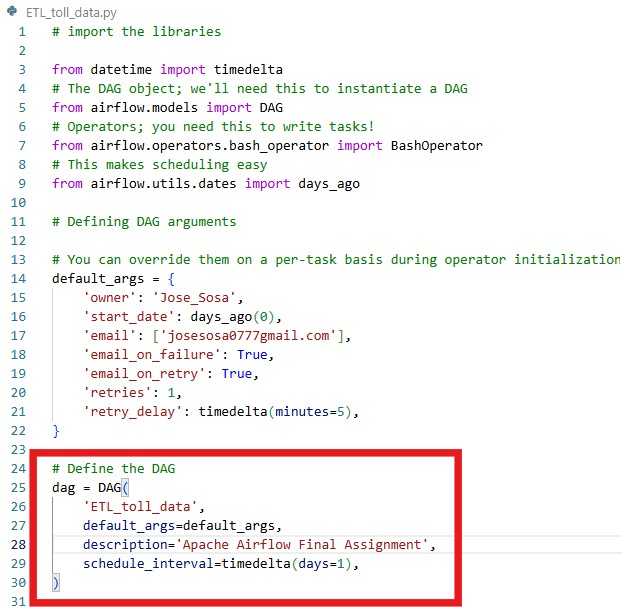 ETL_toll_data.py
1 # import the libraries
2
3 from datetime import timedelta
4 # The DAG object; we'll need this to instantiate a DAG
5 from airflow.models import DAG
6 # Operators; you need this to write tasks!
7 from airflow.operators.bash_operator import BashOperator
8 # This makes scheduling easy
9 from airflow.utils.dates import days_ago
10
11 # Defining DAG arguments
12
13 # You can override them on a per-task basis during operator initialization
14 default_args = {
15     'owner': 'Jose_Sosa',
16     'start_date': days_ago(0),
17     'email': ['josesosa0777gmail.com'],
18     'email_on_failure': True,
19     'email_on_retry': True,
20     'retries': 1,
21     'retry_delay': timedelta(minutes=5),
22 }
23
24 # Define the DAG
25 dag = DAG(
26     'ETL_toll_data',
27     default_args=default_args,
28     description='Apache Airflow Final Assignment',
29     schedule_interval=timedelta(days=1),
30 )
31